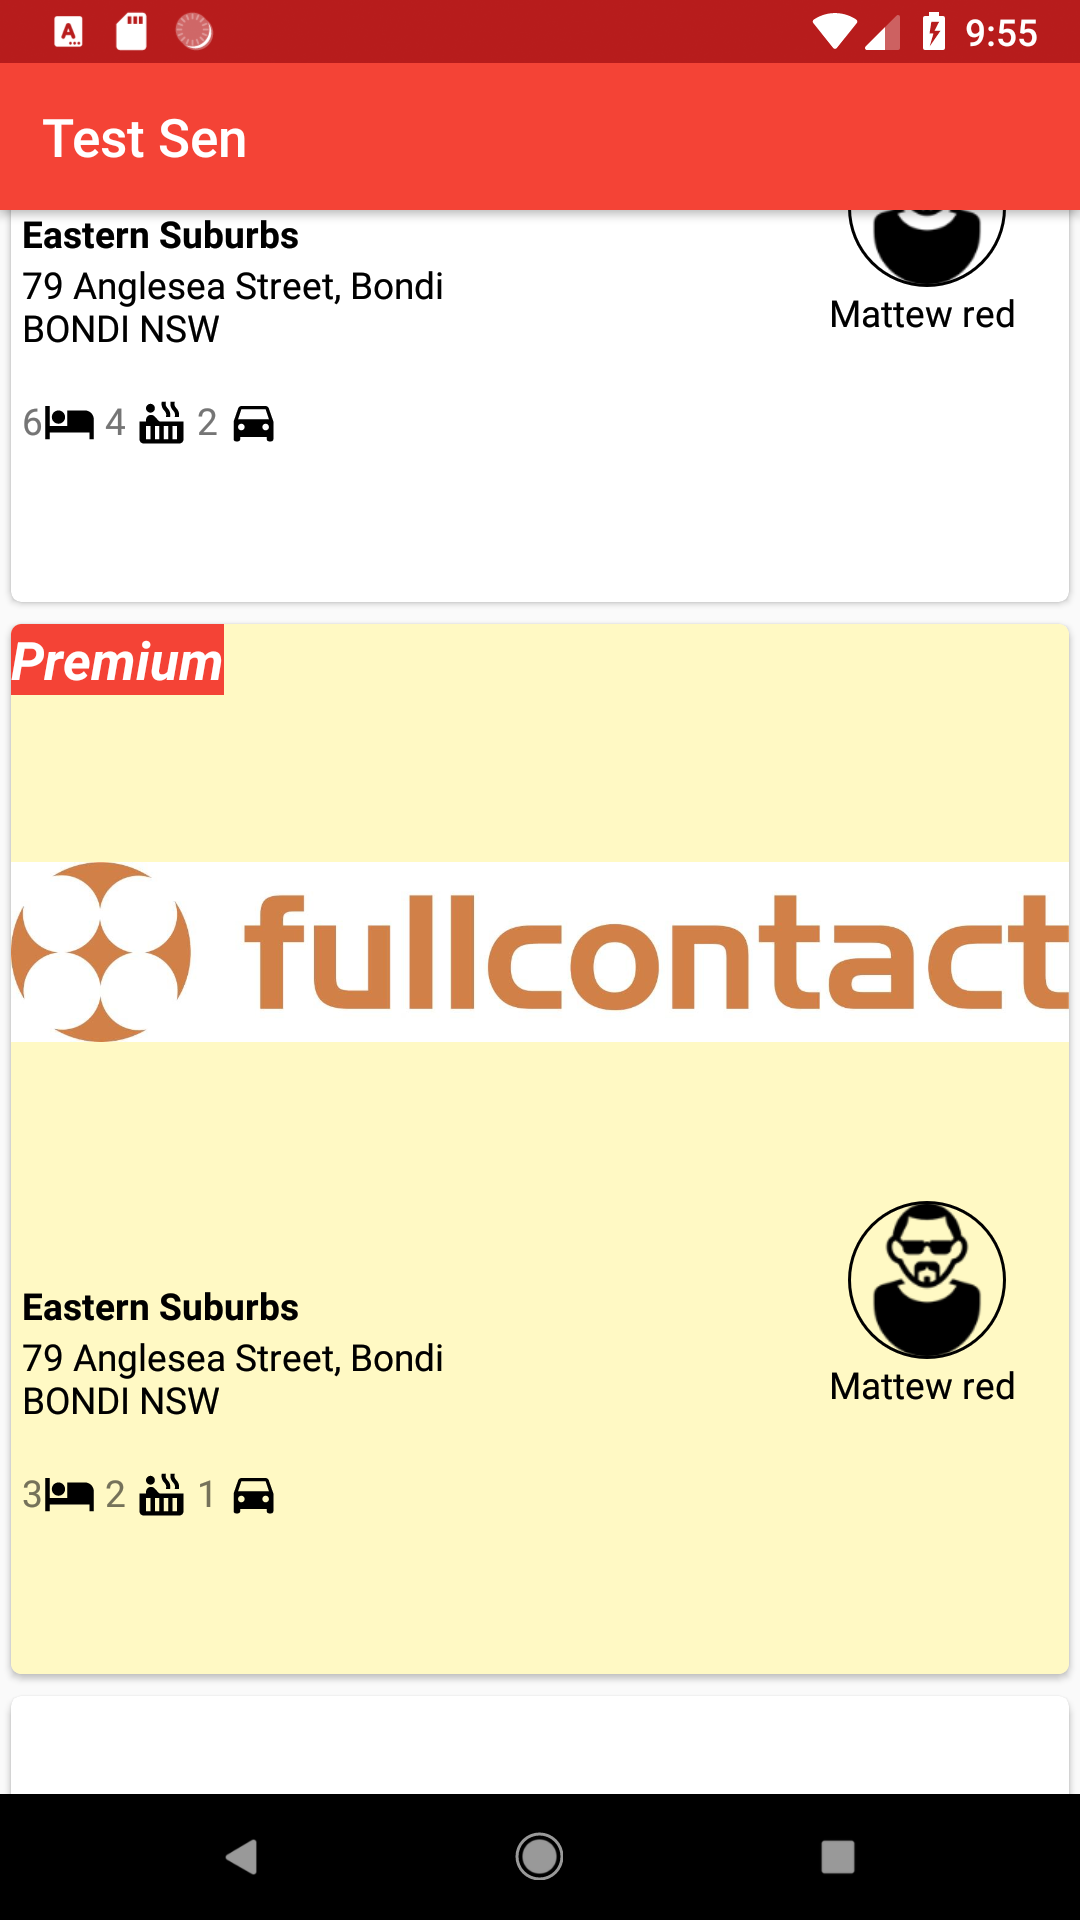 9:55
Test Sen
Eastern Suburbs
79 Anglesea Street, Bondi
BONDI NSW
Mattew red
6 4 2
Premium
fullcontact
Eastern Suburbs
79 Anglesea Street, Bondi
BONDI NSW
Mattew red
3 2 1